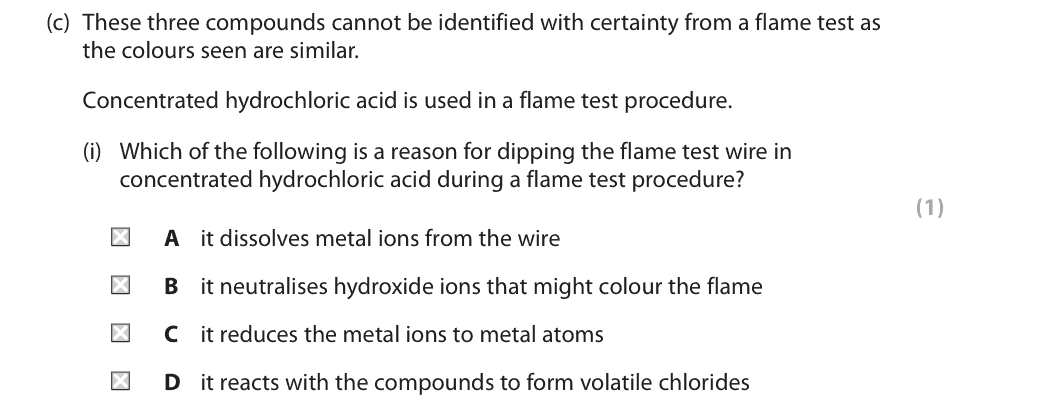 (c) These three compounds cannot be identified with certainty from a flame test as
the colours seen are similar.
Concentrated hydrochloric acid is used in a flame test procedure.
(i) Which of the following is a reason for dipping the flame test wire in
concentrated hydrochloric acid during a flame test procedure?
(1)
A it dissolves metal ions from the wire
B it neutralises hydroxide ions that might colour the flame
C it reduces the metal ions to metal atoms
D it reacts with the compounds to form volatile chlorides